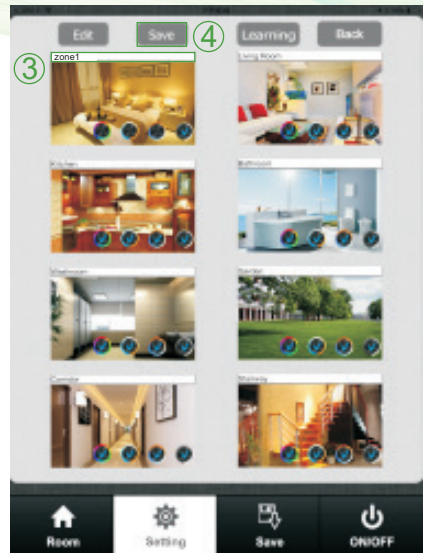 Edit Save ④ Learning Back
③ zone1 Living Room
Kitchen Bathroom
Washroom Garden
Corridor Stairway
Room Setting Save ON/OFF